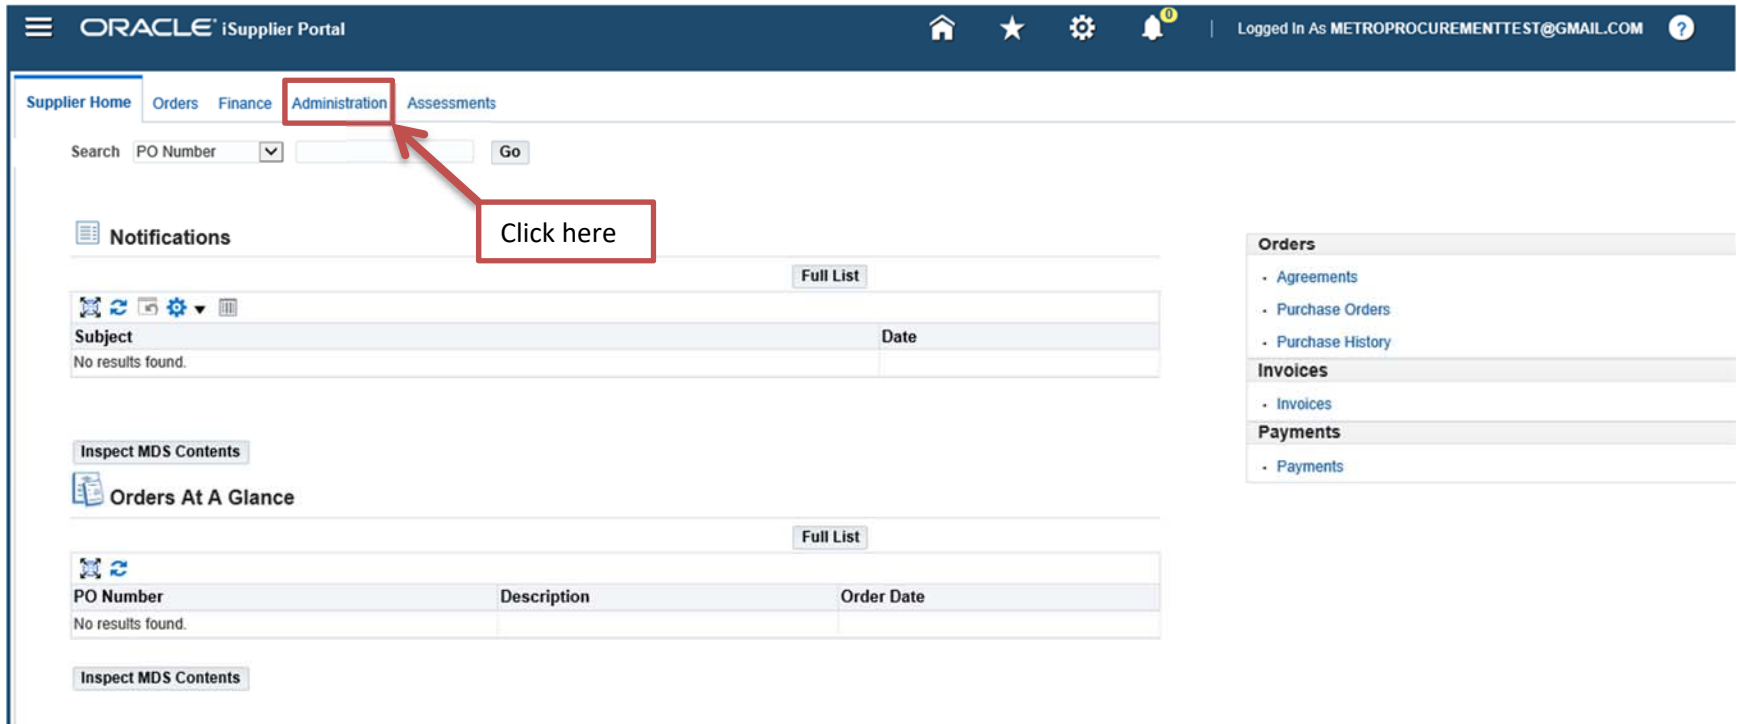 ORACLE iSupplier Portal
0
Logged In As METROPROCUREMENTTEST@GMAIL.COM ?
Supplier Home Orders Finance Administration Assessments
Search PO Number Go
Click here
Notifications
Full List
Subject Date
No results found.
Inspect MDS Contents
Orders At A Glance
Full List
PO Number Description Order Date
No results found.
Inspect MDS Contents
Orders
Agreements
Purchase Orders
Purchase History
Invoices
Invoices
Payments
Payments